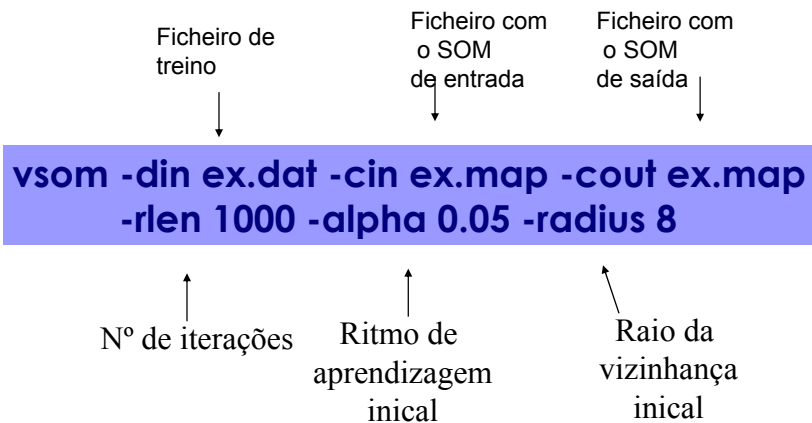 Ficheiro de
treino
Ficheiro com
o SOM
de entrada
Ficheiro com
o SOM
de saída
vsom -din ex.dat -cin ex.map -cout ex.map
-rlen 1000 -alpha 0.05 -radius 8
Nº de iterações
Ritmo de
aprendizagem
inical
Raio da
vizinhança
inical